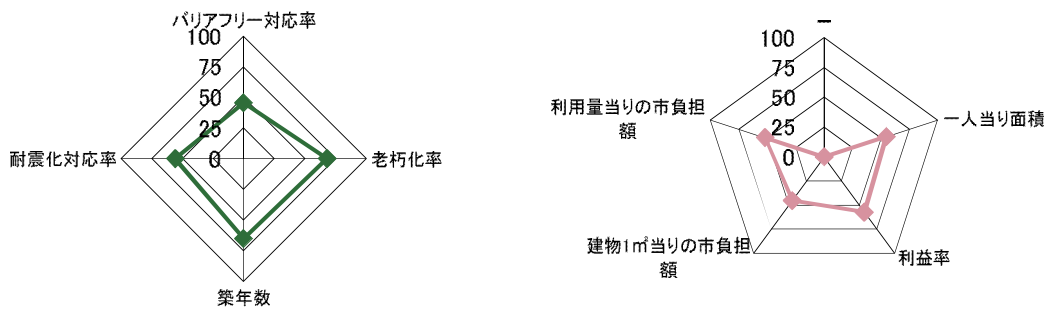 バリアフリー対応率
100
75
50
25
0
耐震化対応率
老朽化率
築年数
ー
100
75
50
25
0
利用量当りの市負担
額
一人当り面積
建物1㎡当りの市負担
額
利益率